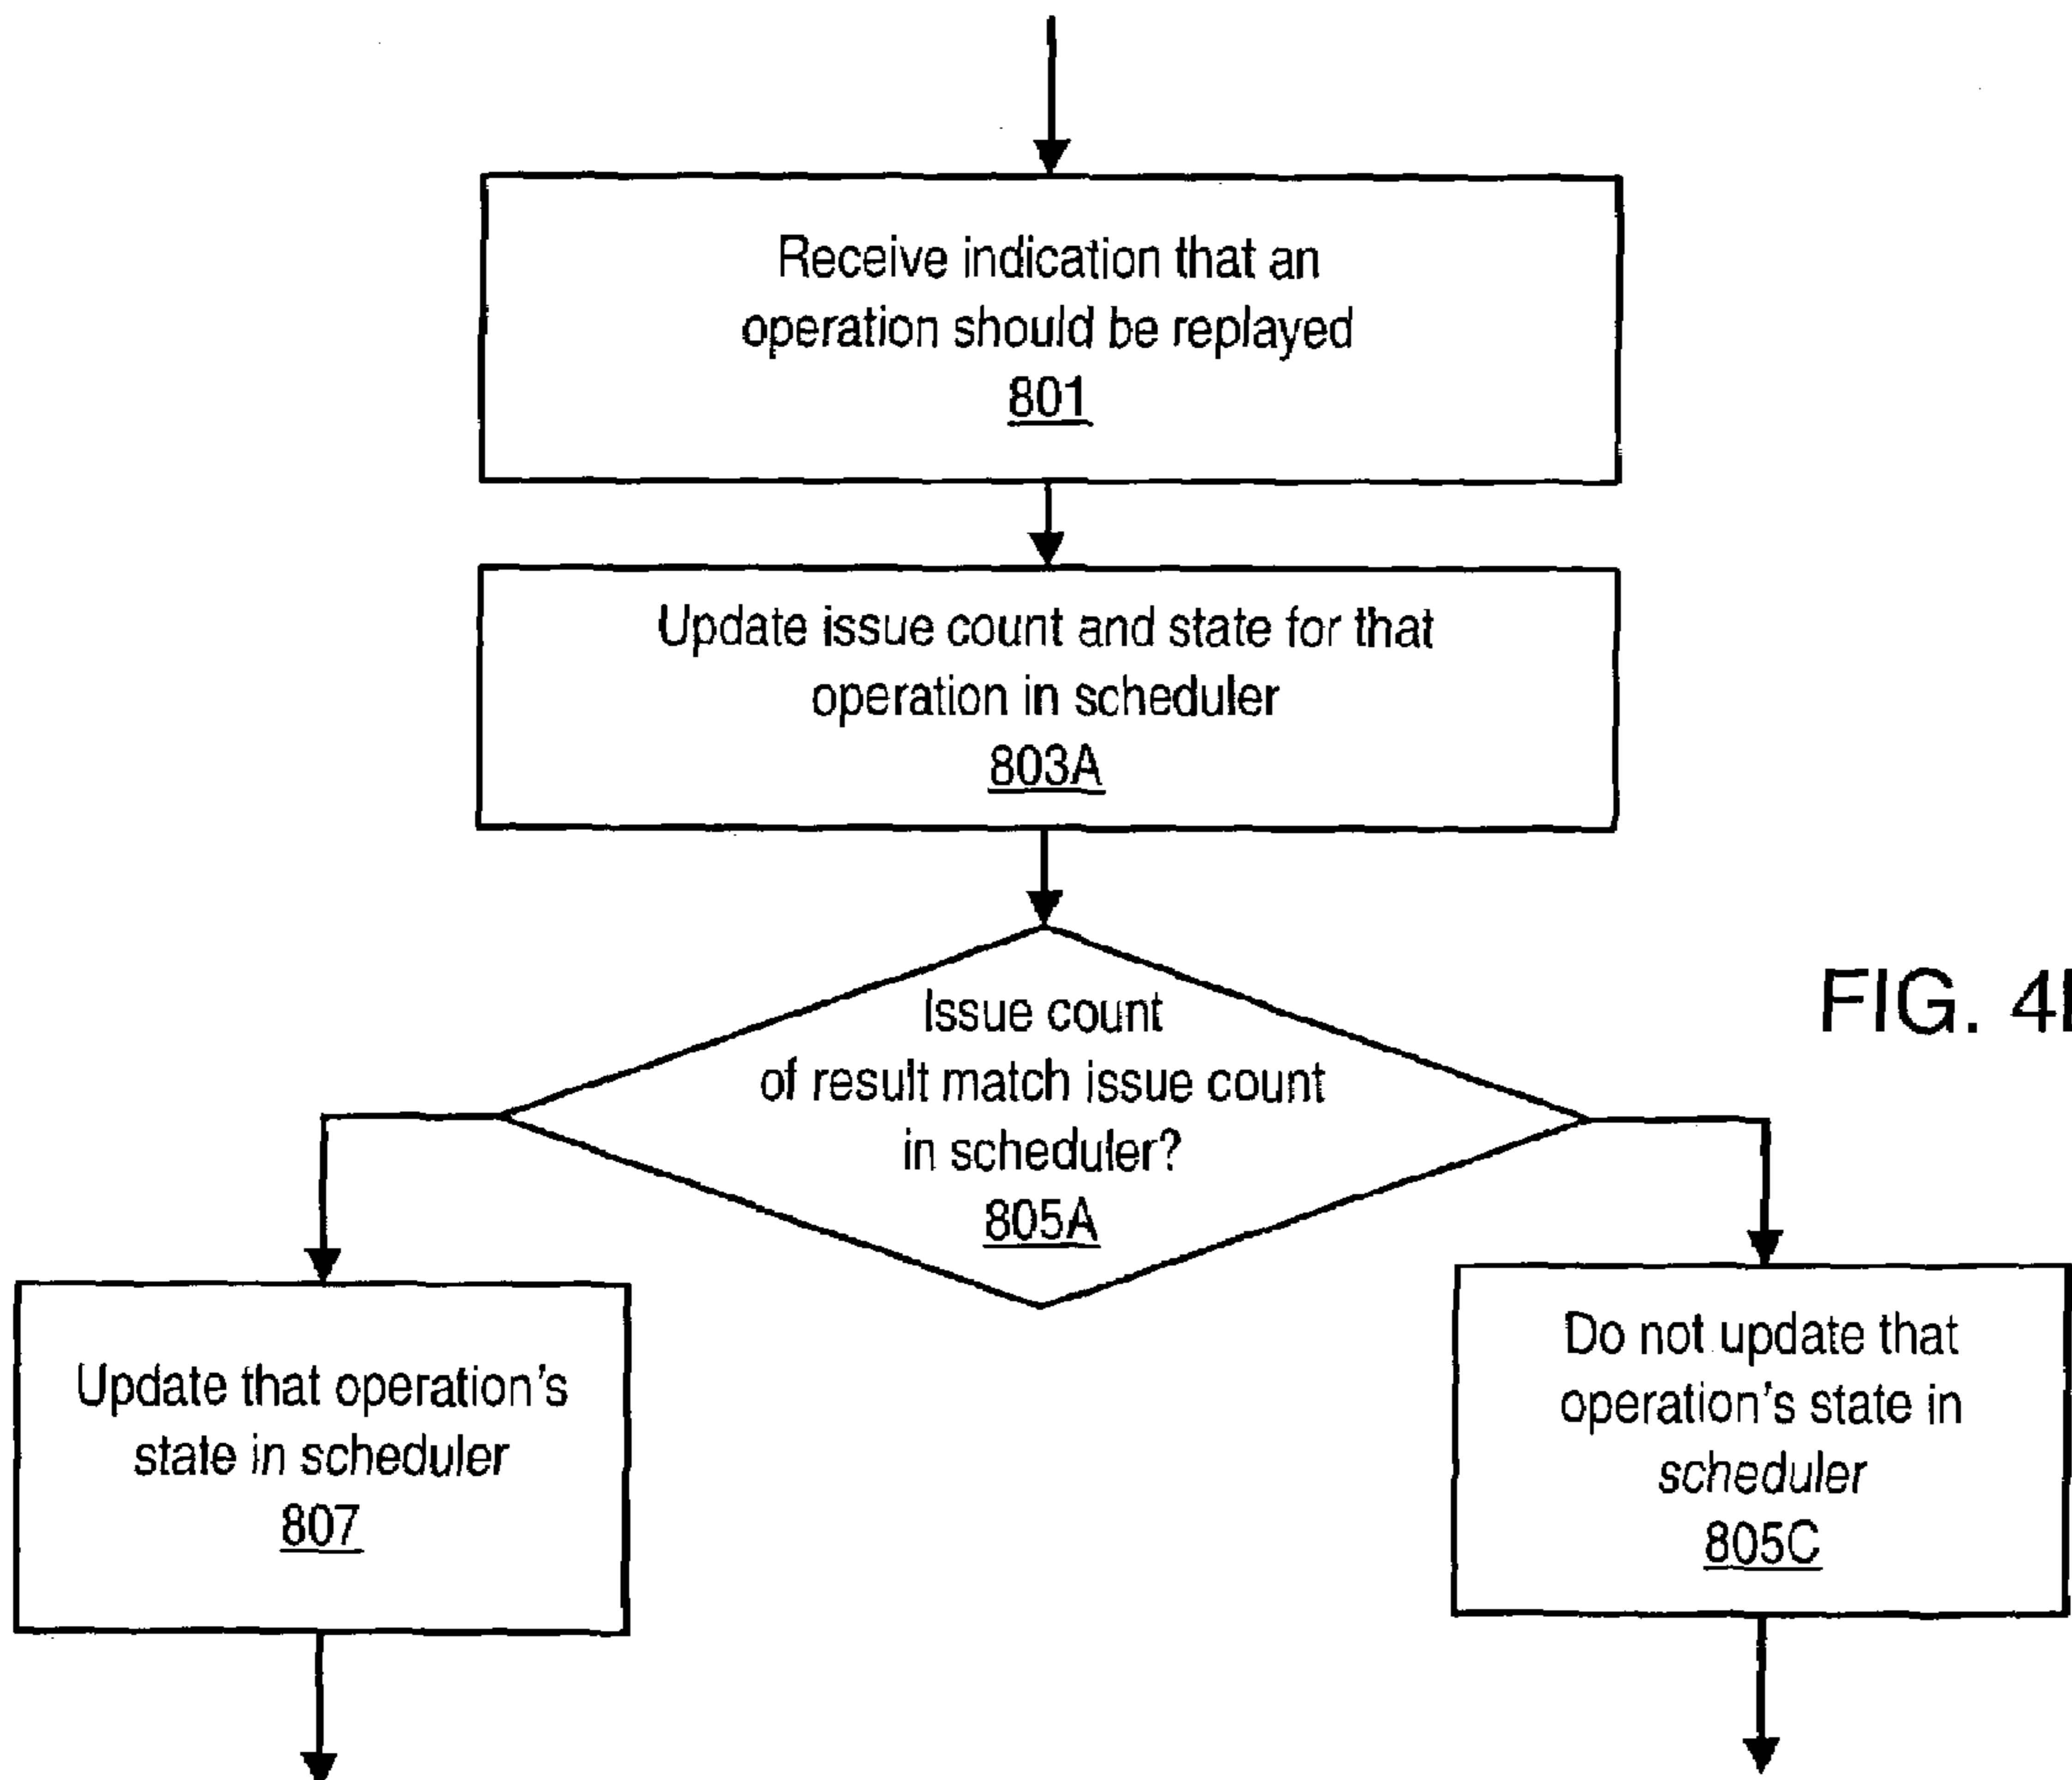 Receive indication that an
operation should be replayed
801
Update issue count and state for that
operation in scheduler
803A
Issue count
of result match issue count
in scheduler?
805A
FIG.
Update that operation's
state in scheduler
807
Do not update that
operation's state in
scheduler
805C